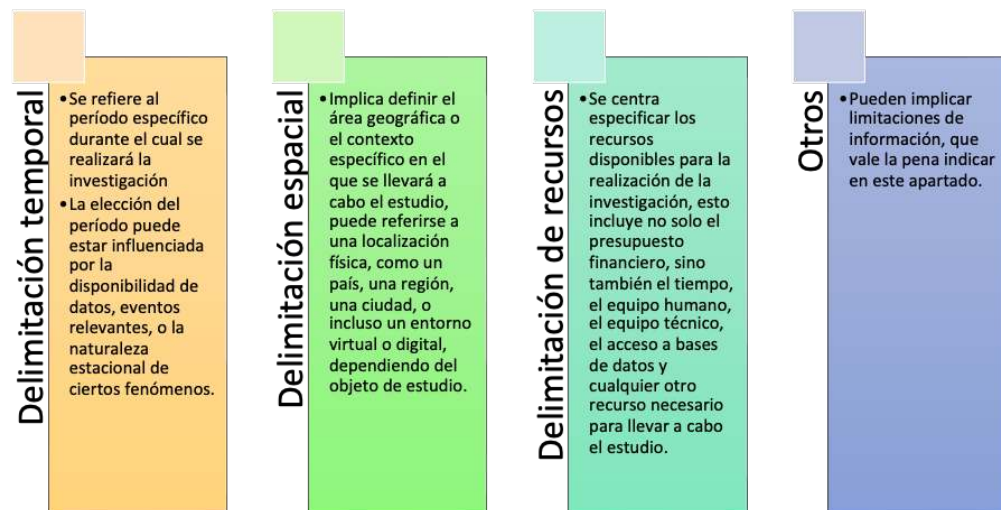 Delimitación temporal
•Se refiere al
período específico
durante el cual se
realizará la
investigación
•La elección del
período puede
estar influenciada
por la
disponibilidad de
datos, eventos
relevantes, o la
naturaleza
estacional de
ciertos fenómenos.
Delimitación espacial
•Implica definir el
área geográfica o
el contexto
específico en el
que se llevará a
cabo el estudio,
puede referirse a
una localización
física, como un
país, una región,
una ciudad, o
incluso un entorno
virtual o digital,
dependiendo del
objeto de estudio.
Delimitación de recursos
•Se centra
especificar los
recursos
disponibles para la
realización de la
investigación, esto
incluye no solo el
presupuesto
financiero, sino
también el tiempo,
el equipo humano,
el equipo técnico,
el acceso a bases
de datos y
cualquier otro
recurso necesario
para llevar a cabo
el estudio.
Otros
•Pueden implicar
limitaciones de
información, que
vale la pena indicar
en este apartado.